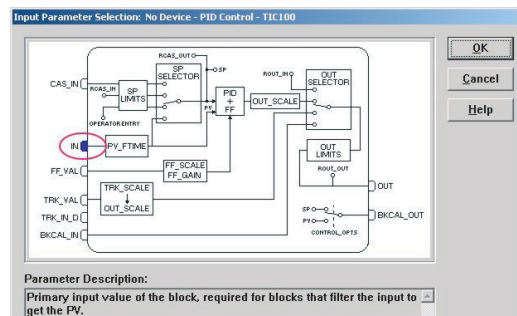 Input Parameter Selection: No Device - PID Control - TIC100
OK
Cancel
Help
RCAS_OUT
SP
SP SELECTOR
ROUT_IN
OUT SELECTOR
CAS_IN
RCAS_IN
SP LIMITS
OPERATOR ENTRY
PV
PID + FF
OUT_SCALE
IN
PV_FTIME
OUT LIMITS
ROUT_OUT
FF_VAL
FF_SCALE
FF_GAIN
OUT
TRK_VAL
TRK_SCALE
OUT_SCALE
TRK_IN_D
SP
PV
BKCAL_OUT
CONTROL_OPTS
BKCAL_IN
Parameter Description:
Primary input value of the block, required for blocks that filter the input to
get the PV.